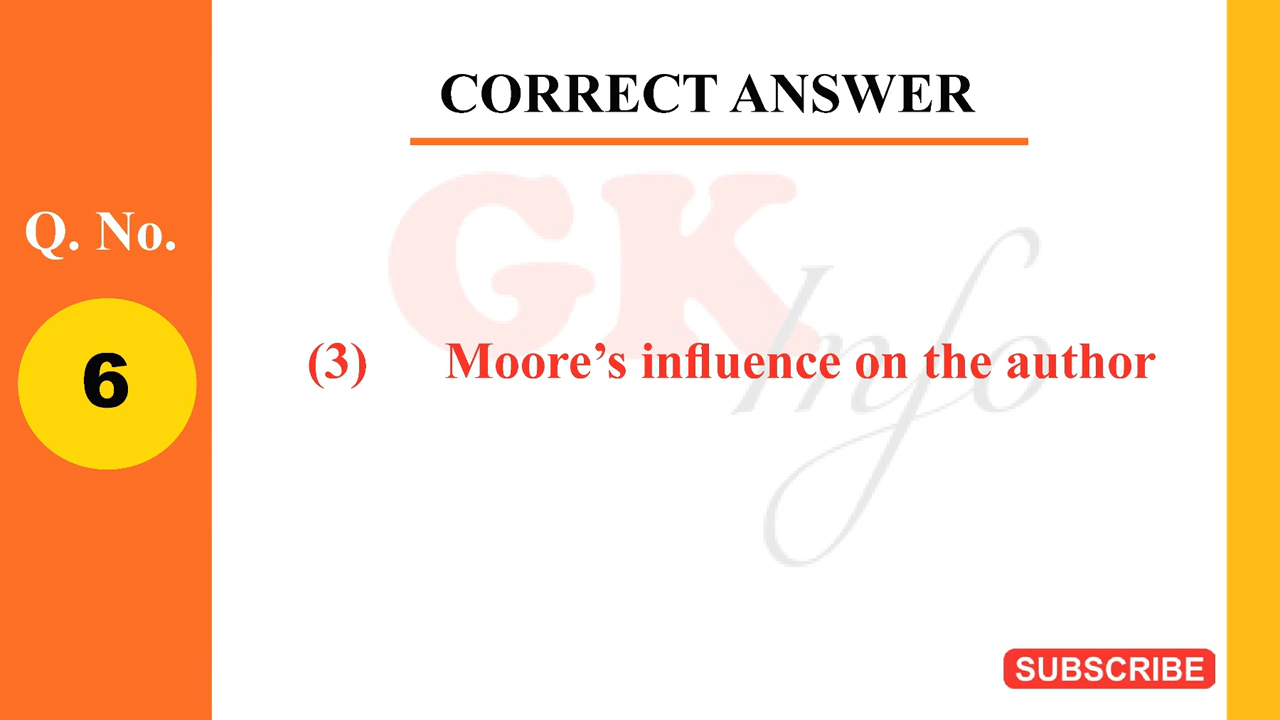 CORRECT ANSWER
Q. No.
6
GK
Info
(3) Moore’s influence on the author
SUBSCRIBE